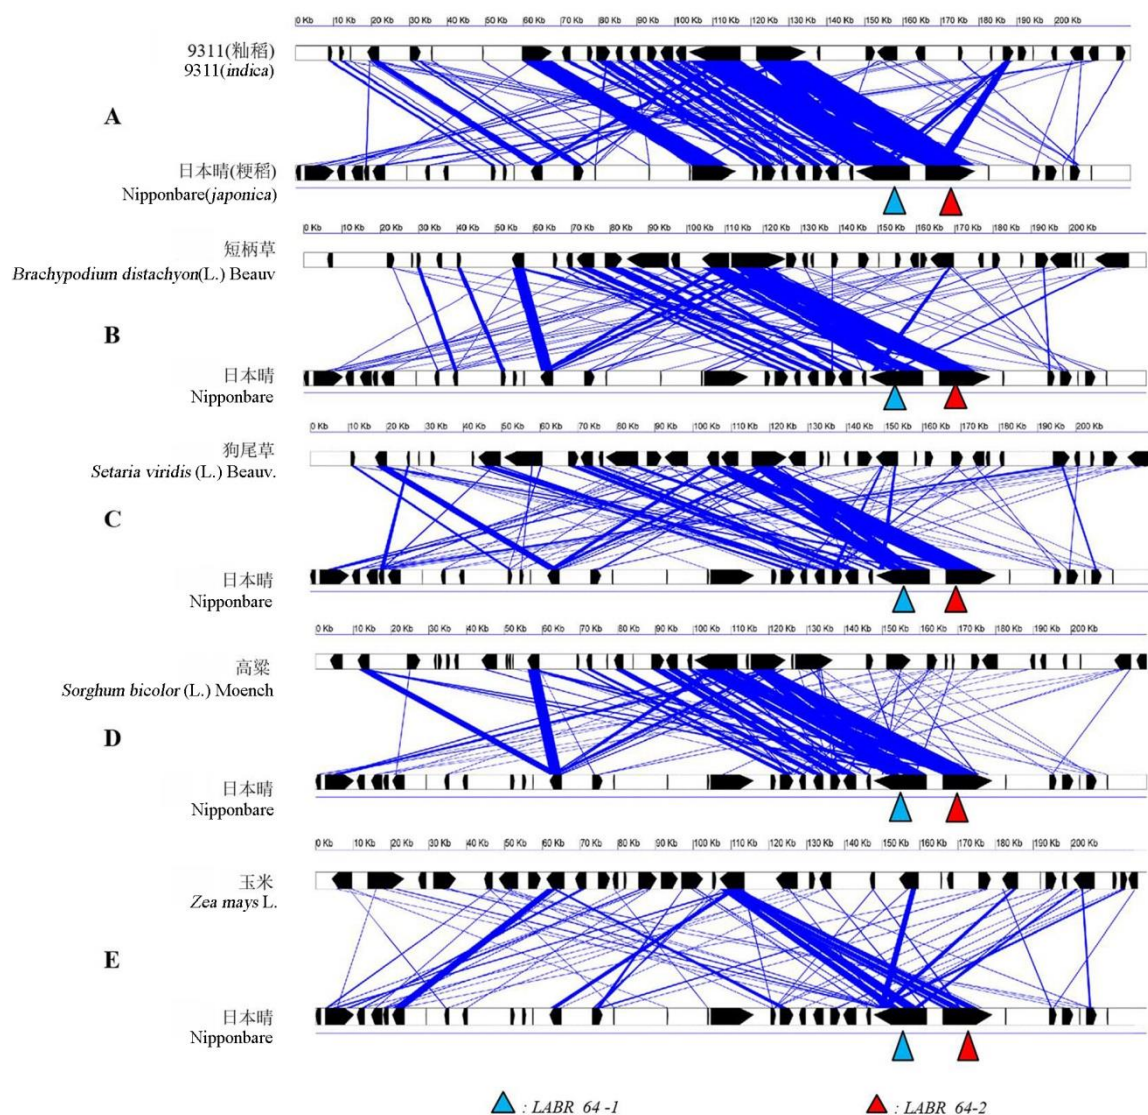 0 Kb 10 Kb 20 Kb 30 Kb 40 Kb 50 Kb 60 Kb 70 Kb 80 Kb 90 Kb 100 Kb 110 Kb 120 Kb 130 Kb 140 Kb 150 Kb 160 Kb 170 Kb 180 Kb 190 Kb 200 Kb
9311(籼稻)
9311(indica)
A
日本晴(粳稻)
Nipponbare(japonica)
0 Kb 10 Kb 20 Kb 30 Kb 40 Kb 50 Kb 60 Kb 70 Kb 80 Kb 90 Kb 100 Kb 110 Kb 120 Kb 130 Kb 140 Kb 150 Kb 160 Kb 170 Kb 180 Kb 190 Kb 200 Kb
短柄草
Brachypodium distachyon(L.) Beauv
B
日本晴
Nipponbare
0 Kb 10 Kb 20 Kb 30 Kb 40 Kb 50 Kb 60 Kb 70 Kb 80 Kb 90 Kb 100 Kb 110 Kb 120 Kb 130 Kb 140 Kb 150 Kb 160 Kb 170 Kb 180 Kb 190 Kb 200 Kb
狗尾草
Setaria viridis (L.) Beauv.
C
日本晴
Nipponbare
0 Kb 10 Kb 20 Kb 30 Kb 40 Kb 50 Kb 60 Kb 70 Kb 80 Kb 90 Kb 100 Kb 110 Kb 120 Kb 130 Kb 140 Kb 150 Kb 160 Kb 170 Kb 180 Kb 190 Kb 200 Kb
高粱
Sorghum bicolor (L.) Moench
D
日本晴
Nipponbare
0 Kb 10 Kb 20 Kb 30 Kb 40 Kb 50 Kb 60 Kb 70 Kb 80 Kb 90 Kb 100 Kb 110 Kb 120 Kb 130 Kb 140 Kb 150 Kb 160 Kb 170 Kb 180 Kb 190 Kb 200 Kb
玉米
Zea mays L.
E
日本晴
Nipponbare
: LABR 64-1 : LABR 64-2